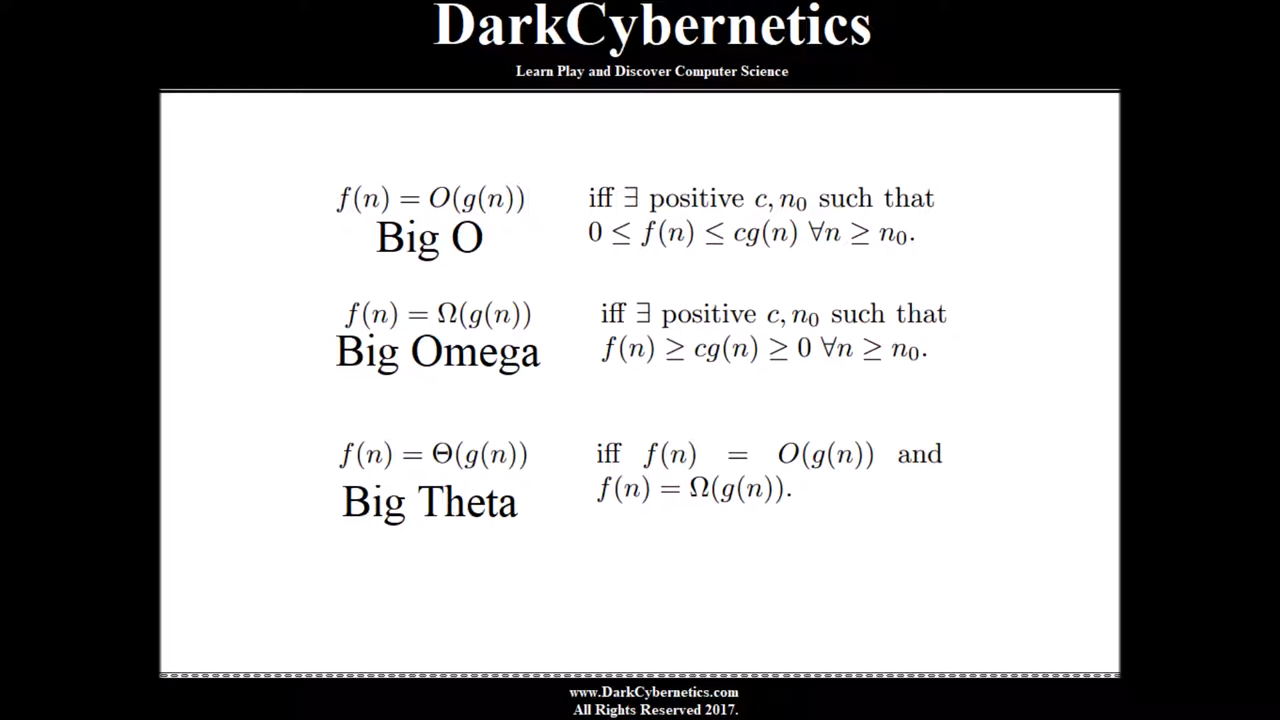 DarkCybernetics
Learn Play and Discover Computer Science
f(n) = O(g(n)) iff ∃ positive c, n₀ such that
Big O 0 ≤ f(n) ≤ cg(n) ∀n ≥ n₀.
f(n) = Ω(g(n)) iff ∃ positive c, n₀ such that
Big Omega f(n) ≥ cg(n) ≥ 0 ∀n ≥ n₀.
f(n) = Θ(g(n)) iff f(n) = O(g(n)) and
Big Theta f(n) = Ω(g(n)).
www.DarkCybernetics.com
All Rights Reserved 2017.